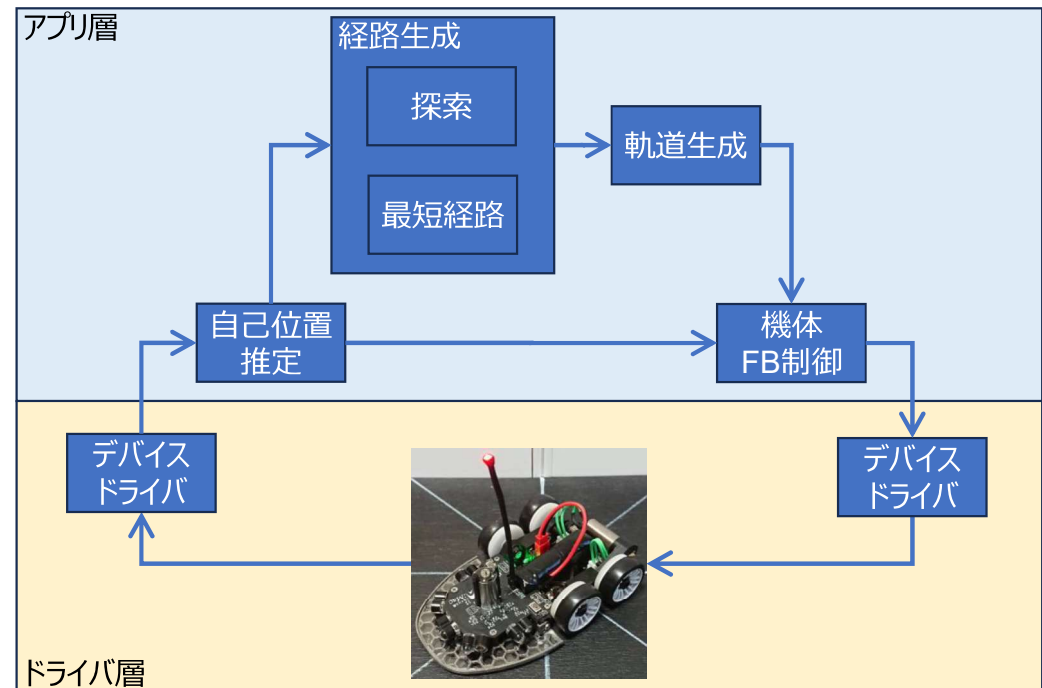 アプリ層
経路生成
探索
最短経路
軌道生成
自己位置
推定
機体
FB制御
デバイス
ドライバ
デバイス
ドライバ
ドライバ層